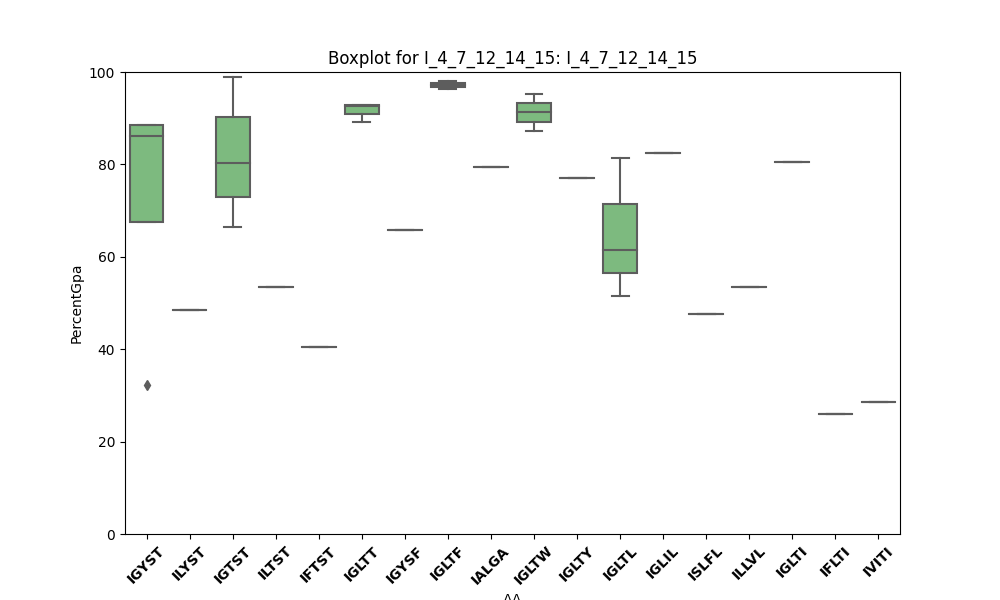 Boxplot for I_4_7_12_14_15: I_4_7_12_14_15
100
80
60
40
20
0
PercentGpa
IGYST
ILYST
IGTST
ILTST
IFTST
IGLTT
IGYSF
IGLTF
IALGA
IGLTW
IGLTY
IGLTL
IGLIL
ISLFL
ILLVL
IGLTI
IFLTI
IVITI
AA